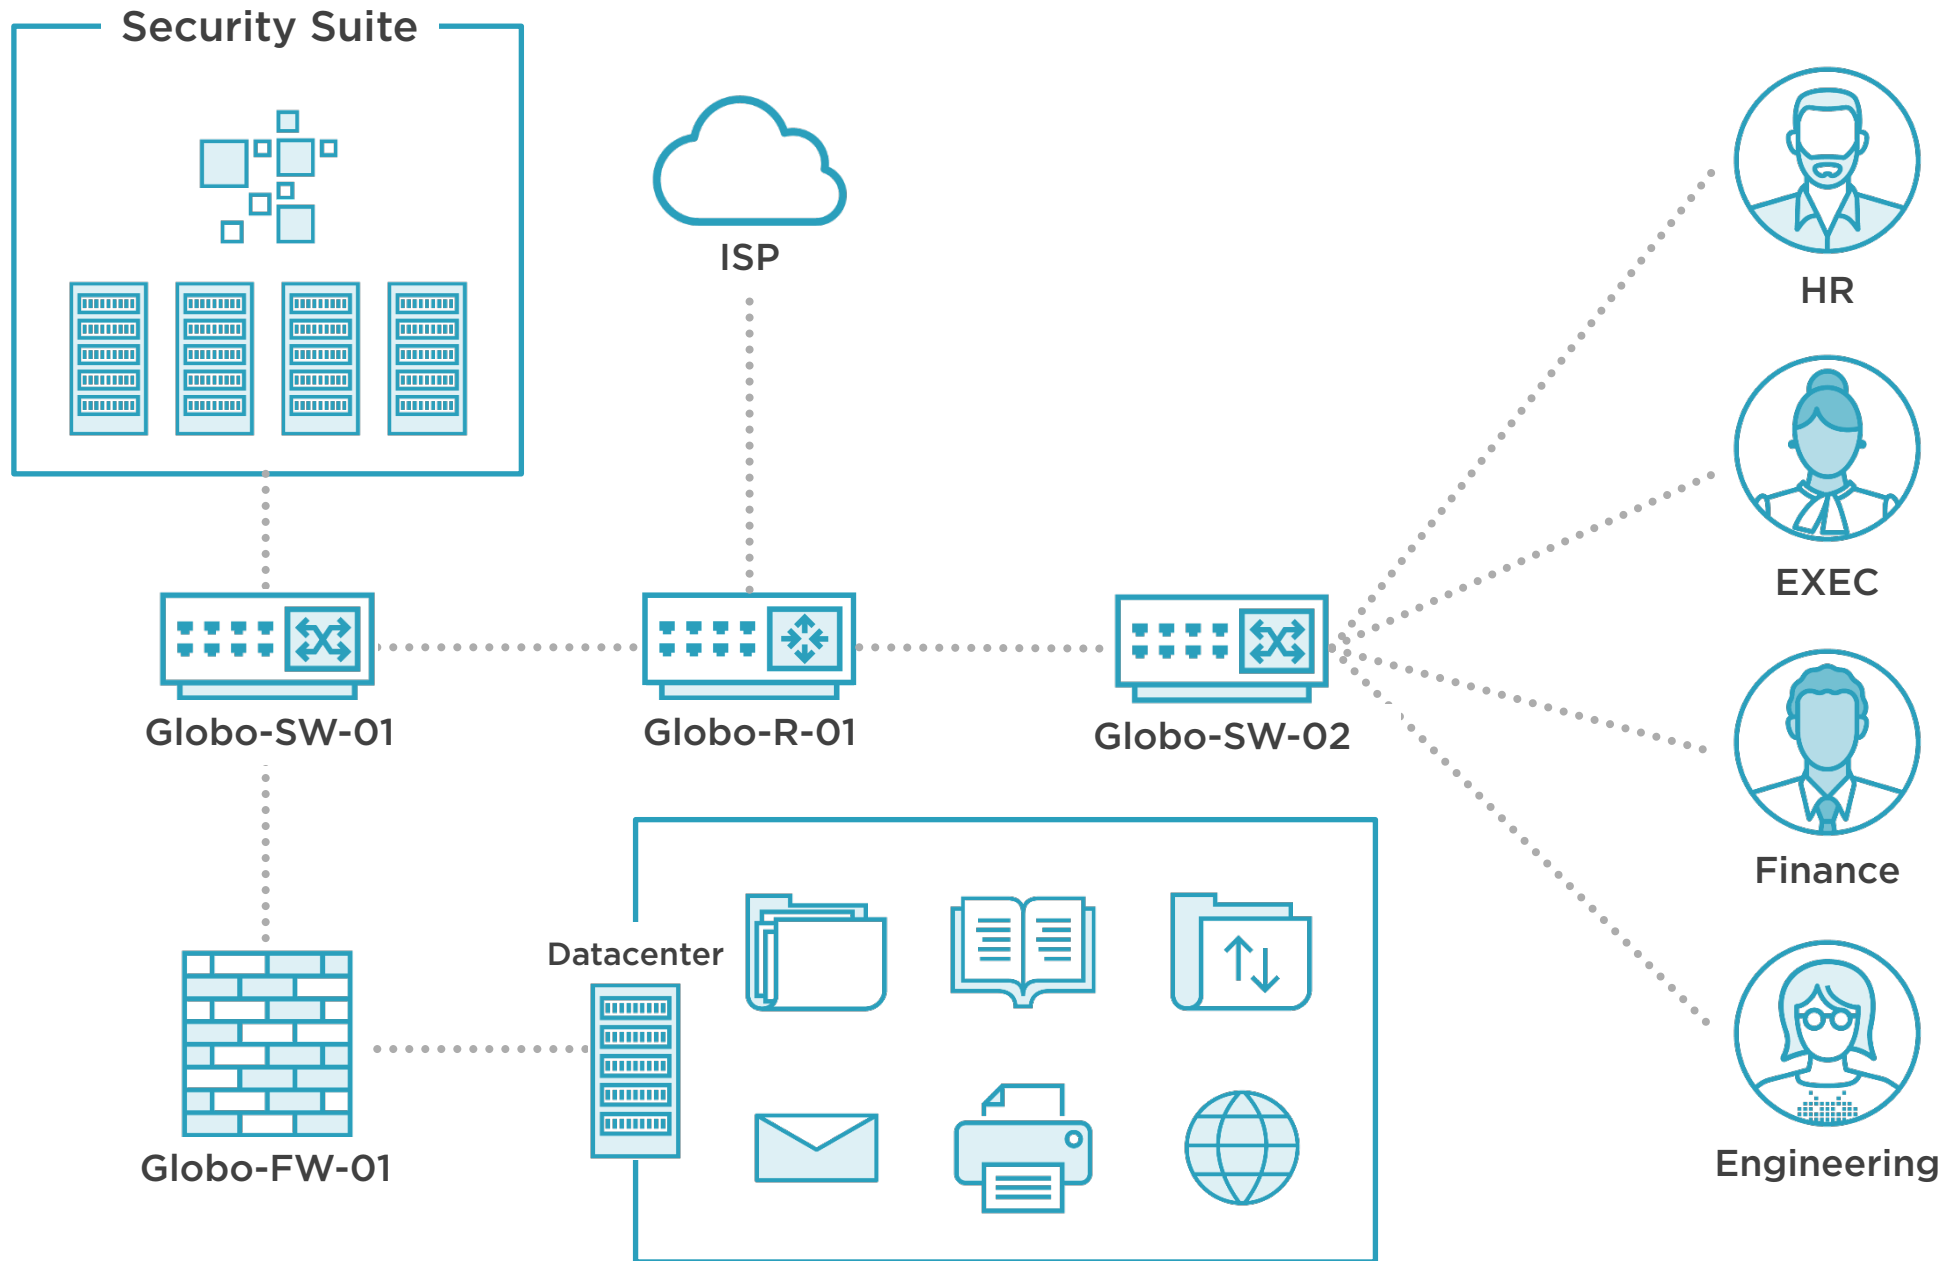 Security Suite
ISP
HR
EXEC
Globo-SW-01
Globo-R-01
Globo-SW-02
Finance
Datacenter
Globo-FW-01
Engineering